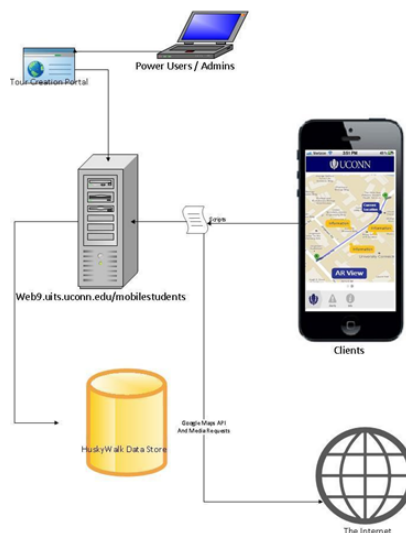 Power Users / Admins
Tour Creation Portal
UCONN
Scripts
AR View
Web9.uits.uconn.edu/mobilestudents
Clients
HuskyWalk Data Store
Google Maps API
And Media Requests
The Internet